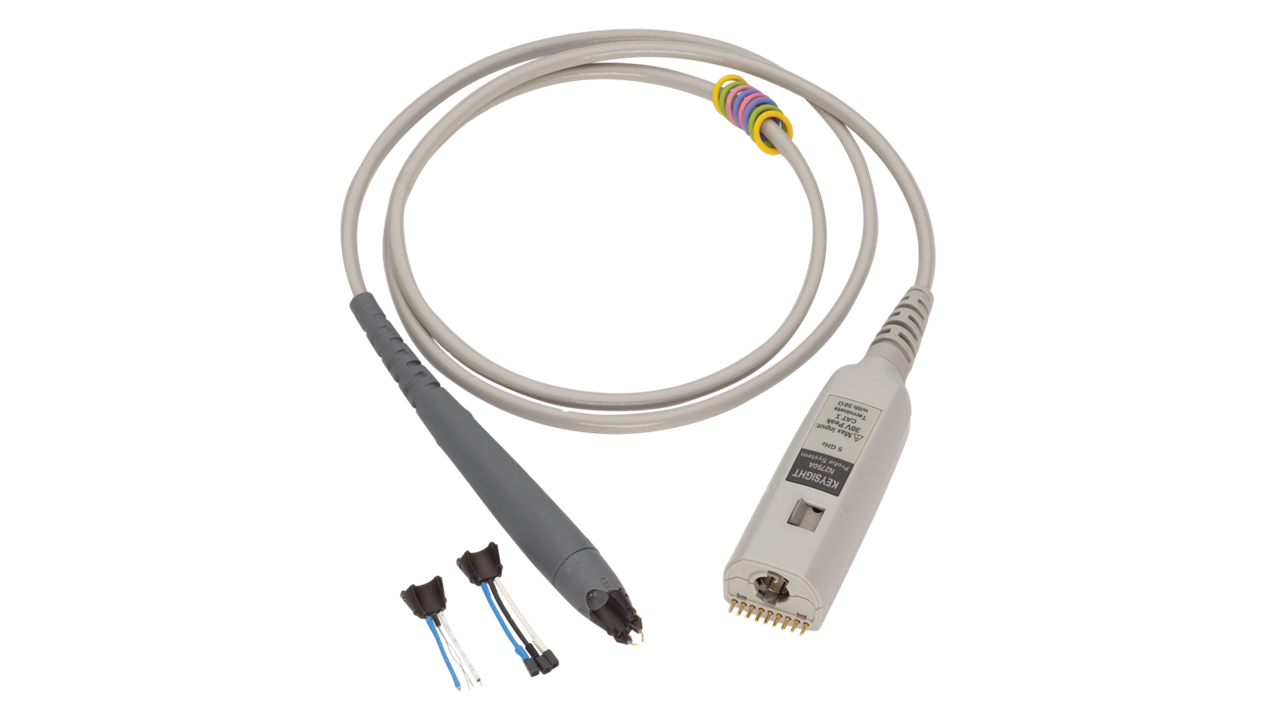 KEYSIGHT
N2750A
Probe System
5 GHz
⚠Max input:
30V Peak
CAT I
Terminate
with 50Ω